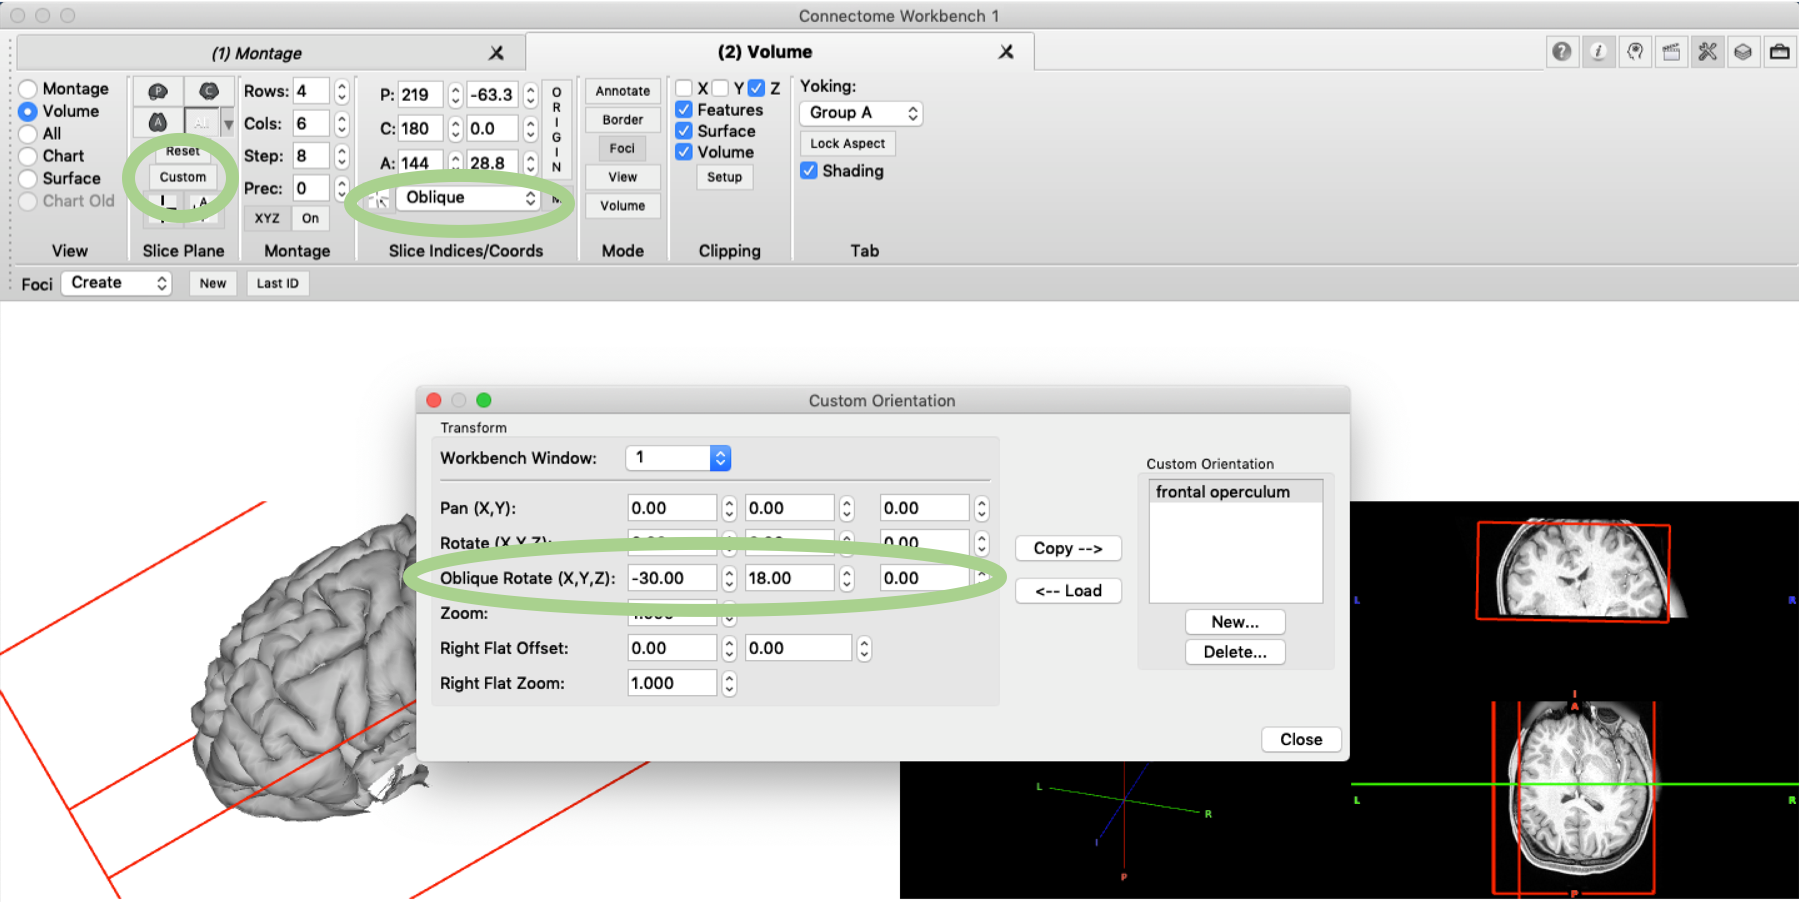 Connectome Workbench 1
(1) Montage
(2) Volume
Montage
Volume
All
Chart
Surface
Chart Old
View
P
C
A
All
Reset
Custom
A
Slice Plane
Rows: 4
Cols: 6
Step: 8
Prec: 0
XYZ On
Montage
P: 219 -63.3
C: 180 0.0
A: 144 28.8
ORIGIN
Oblique
Slice Indices/Coords
Annotate
Border
Foci
View
Volume
Mode
X Y Z
Features
Surface
Volume
Setup
Clipping
Yoking:
Group A
Lock Aspect
Shading
Tab
Foci Create New Last ID
Custom Orientation
Transform
Workbench Window: 1
Pan (X,Y): 0.00 0.00 0.00
Rotate (X,Y,Z): 0.00
Oblique Rotate (X,Y,Z): -30.00 18.00 0.00
Zoom: 1.000
Right Flat Offset: 0.00 0.00
Right Flat Zoom: 1.000
Copy -->
<-- Load
Custom Orientation
frontal operculum
New...
Delete...
Close
L R
I
A
L R
P
L
R
I
P